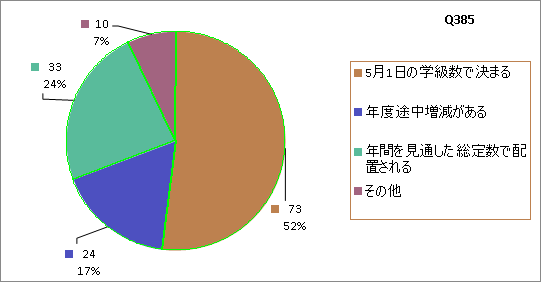 Q385
10
7%
33
24%
24
17%
73
52%
5月1日の学級数で決まる
年度途中増減がある
年間を見通した総定数で配
置される
その他